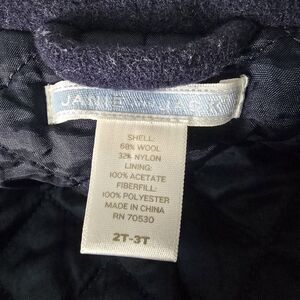 JANIE AND JACK
SHELL:
68% WOOL
32% NYLON
LINING:
100% ACETATE
FIBERFILL:
100% POLYESTER
MADE IN CHINA
RN 70530
2T-3T